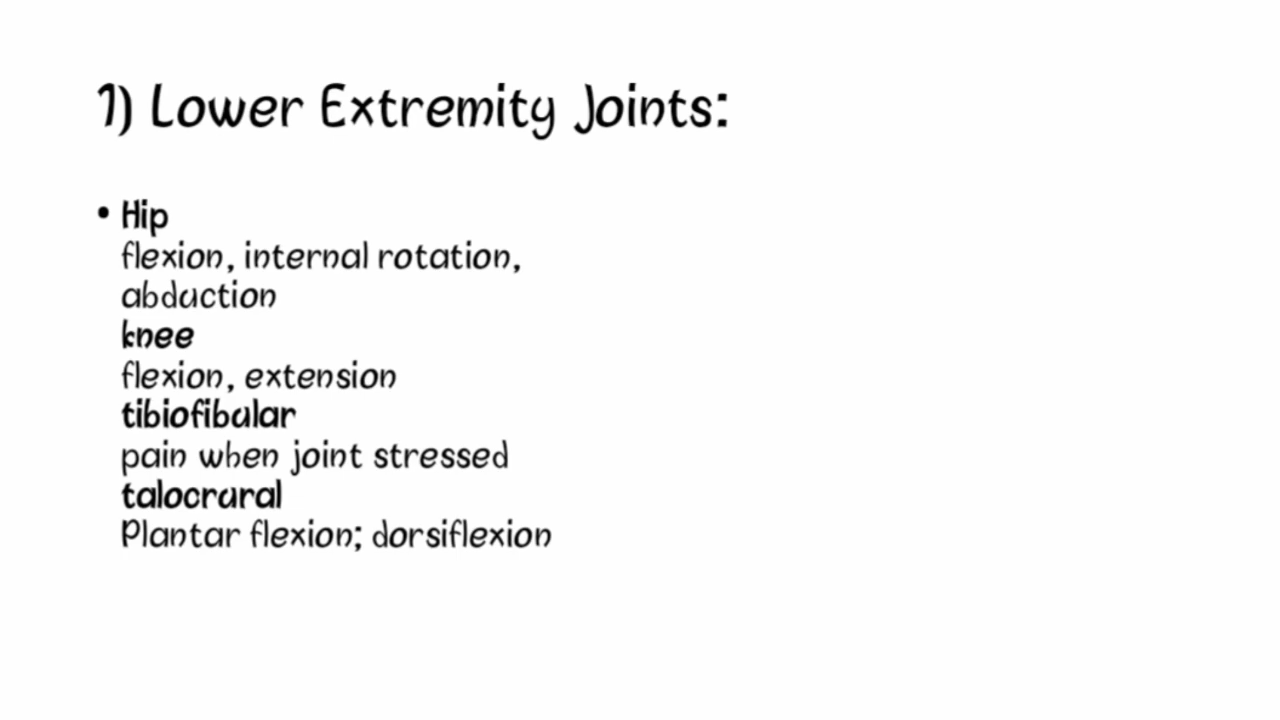 1) Lower Extremity Joints:
• Hip
flexion, internal rotation,
abduction
knee
flexion, extension
tibiofibular
pain when joint stressed
talocrural
Plantar flexion; dorsiflexion